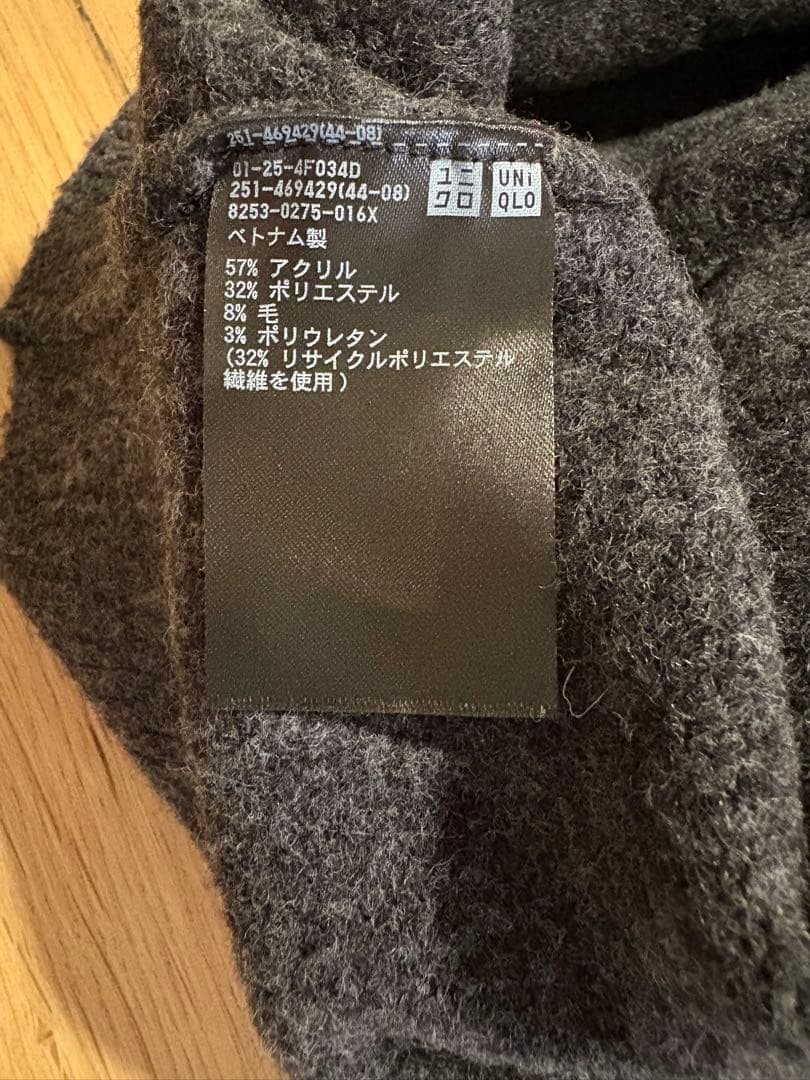 251-469429(44-08)
01-25-4F034D
251-469429(44-08)
8253-0275-016X
ユニ
クロ
UNI
QLO
ベトナム製
57% アクリル
32% ポリエステル
8% 毛
3% ポリウレタン
(32% リサイクルポリエステル
繊維を使用)